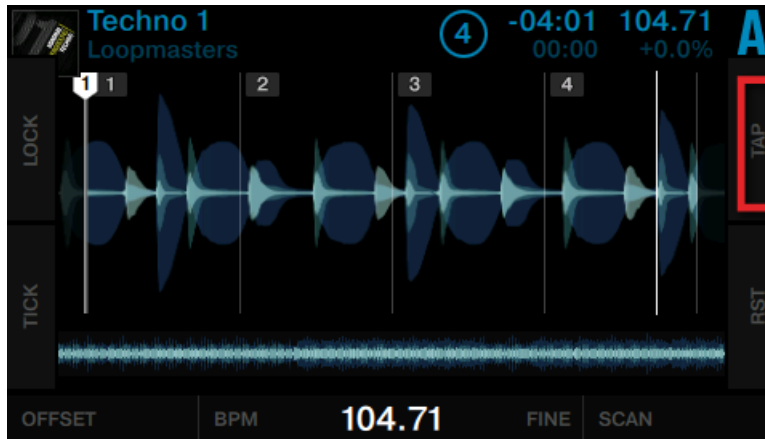 Techno 1
Loopmasters
4
-04:01 104.71
00:00 +0.0%
A
1 1 2 3 4
LOCK
TAP
TICK
RST
OFFSET BPM 104.71 FINE SCAN